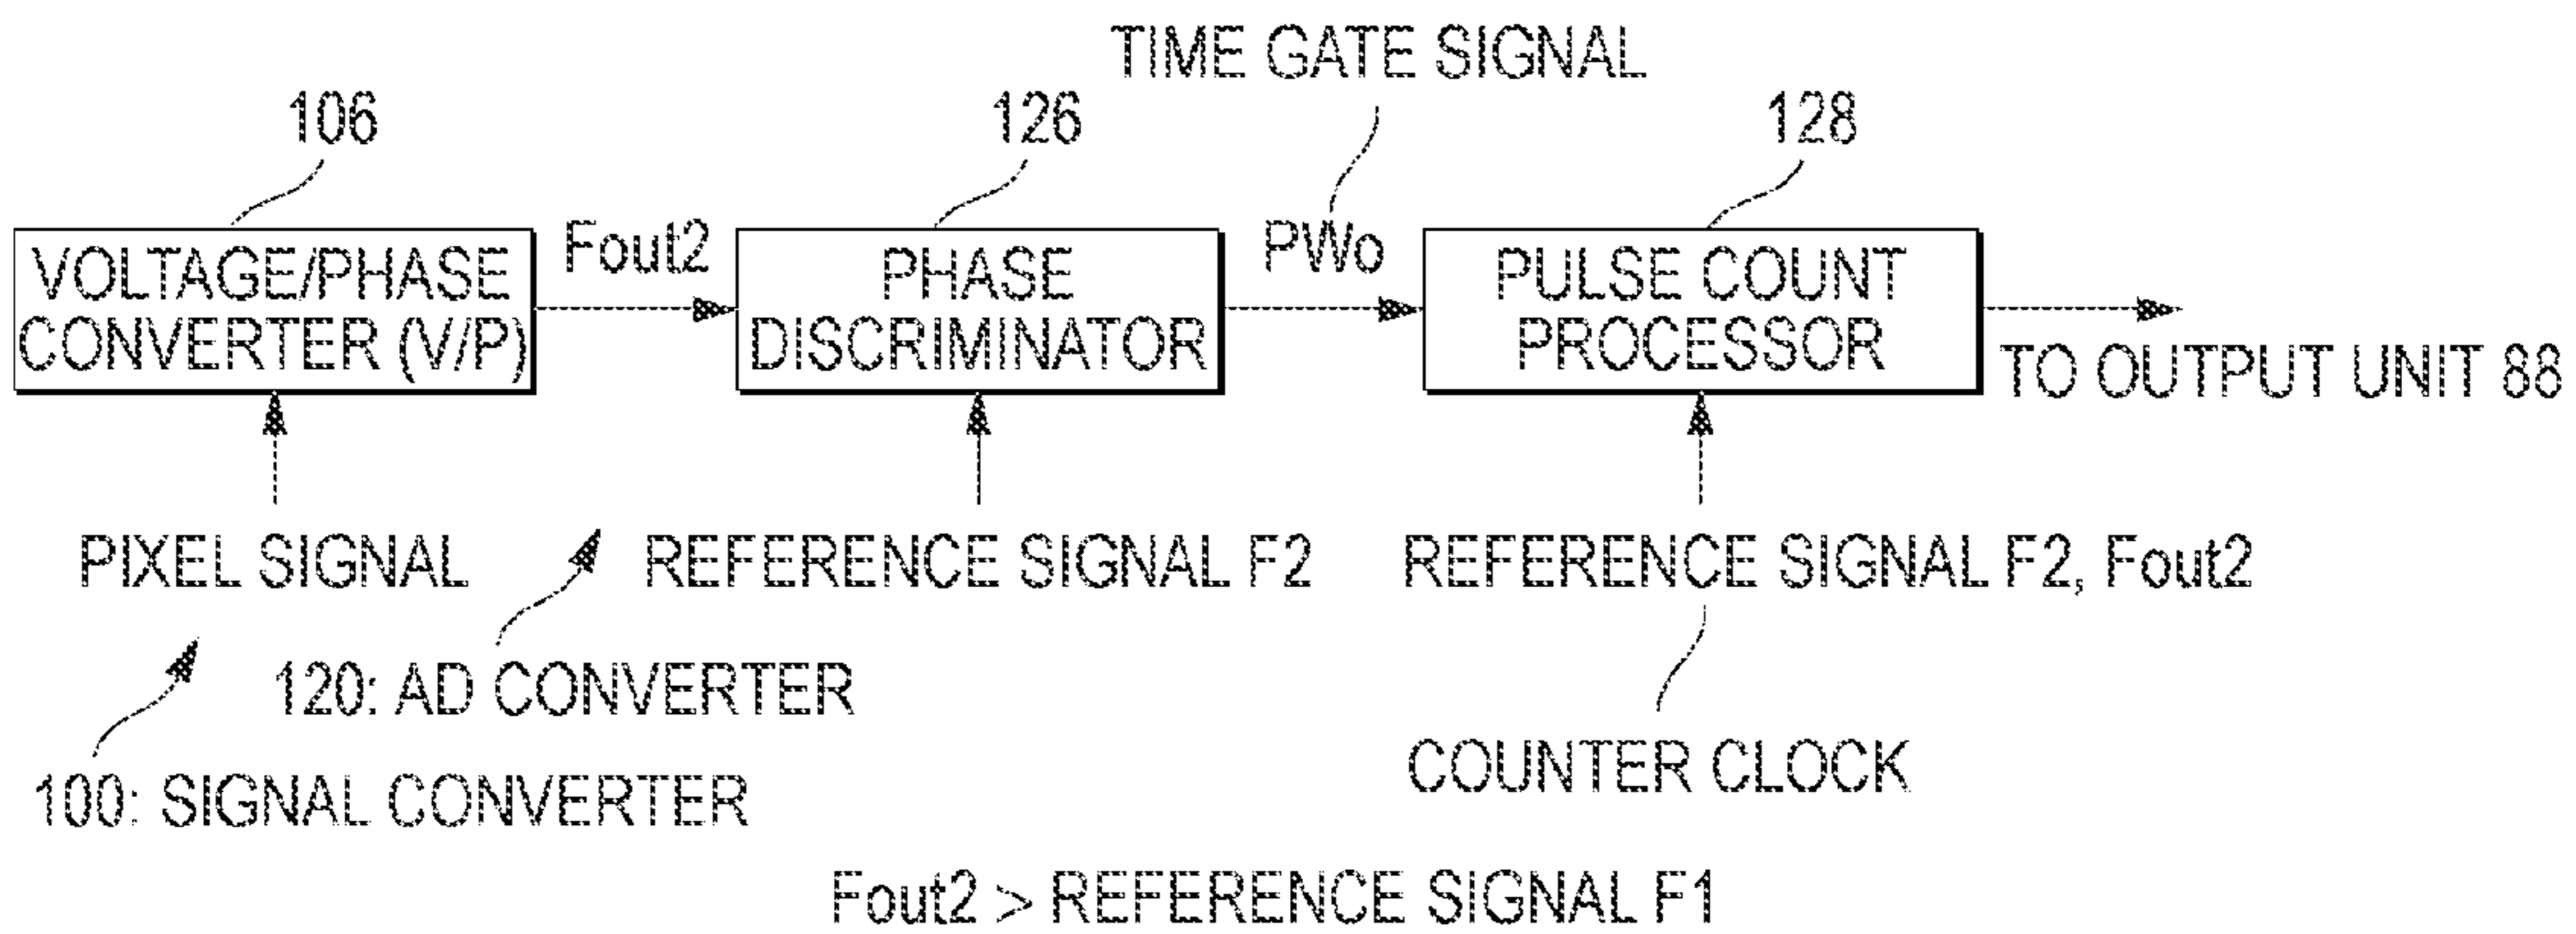 TIME GATE SIGNAL
106
126
128
VOLTAGE/PHASE
CONVERTER (V/P)
Fout2
PHASE
DISCRIMINATOR
PWo
PULSE COUNT
PROCESSOR
TO OUTPUT UNIT 88
PIXEL SIGNAL
REFERENCE SIGNAL F2
REFERENCE SIGNAL F2, Fout2
120: AD CONVERTER
COUNTER CLOCK
100: SIGNAL CONVERTER
Fout2 > REFERENCE SIGNAL F1